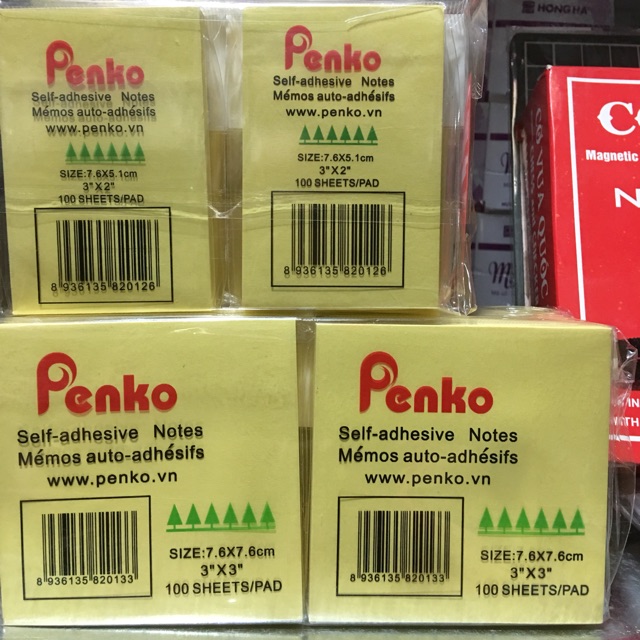 Penko
Self-adhesive Notes
Mémos auto-adhésifs
www.penko.vn
SIZE:7.6X5.1cm
3"X2"
100 SHEETS/PAD
8 936135 820126
Penko
Self-adhesive Notes
Mémos auto-adhésifs
www.penko.vn
SIZE:7.6X5.1cm
3"X2"
100 SHEETS/PAD
8 936135 820126
HONG HA
Magnetic
CỜ VUA QUỐC
Penko
Self-adhesive Notes
Mémos auto-adhésifs
www.penko.vn
SIZE:7.6X7.6cm
3"X3"
100 SHEETS/PAD
8 936135 820133
Penko
Self-adhesive Notes
Mémos auto-adhésifs
www.penko.vn
SIZE:7.6X7.6cm
3"X3"
100 SHEETS/PAD
8 936135 820133